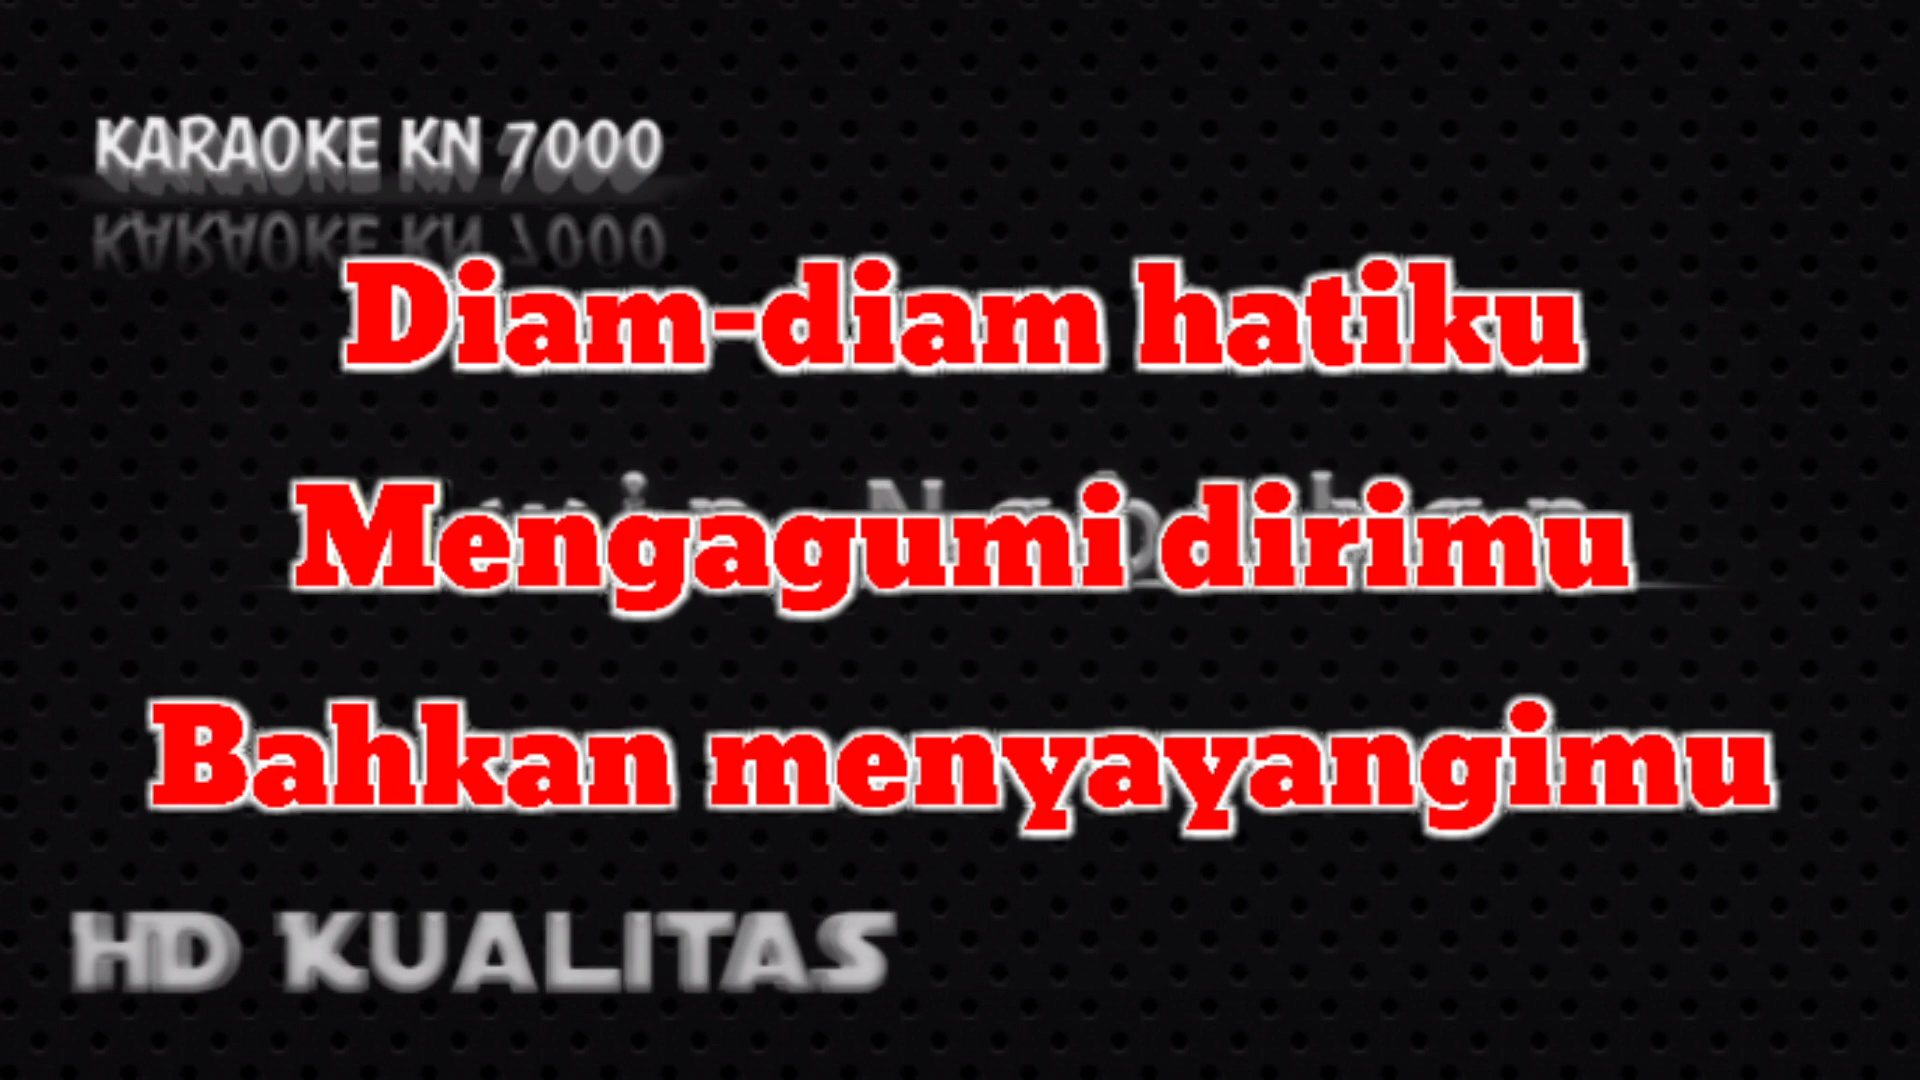 KARAOKE KN 7000
Diam-diam hatiku
Mengagumi dirimu
Bahkan menyayangimu
HD KUALITAS